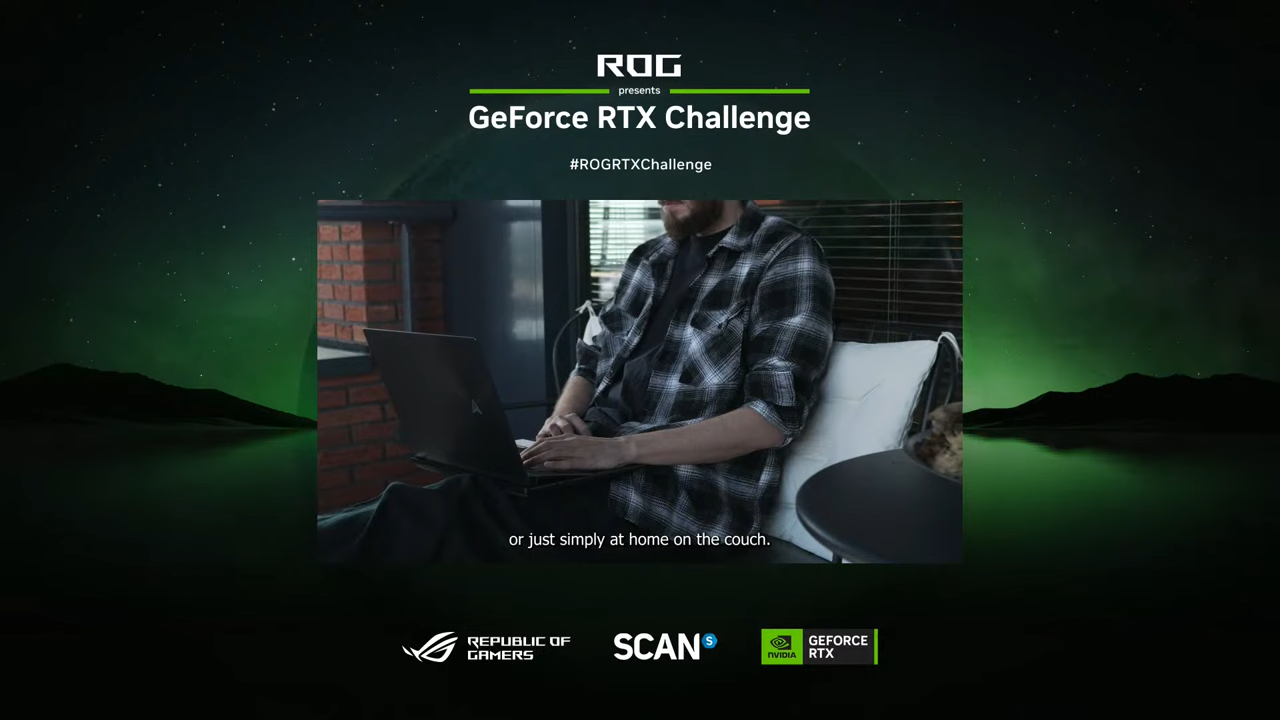 ROG
presents
GeForce RTX Challenge
#ROGRTXChallenge
or just simply at home on the couch.
REPUBLIC OF
GAMERS
SCAN S
NVIDIA
GEFORCE
RTX